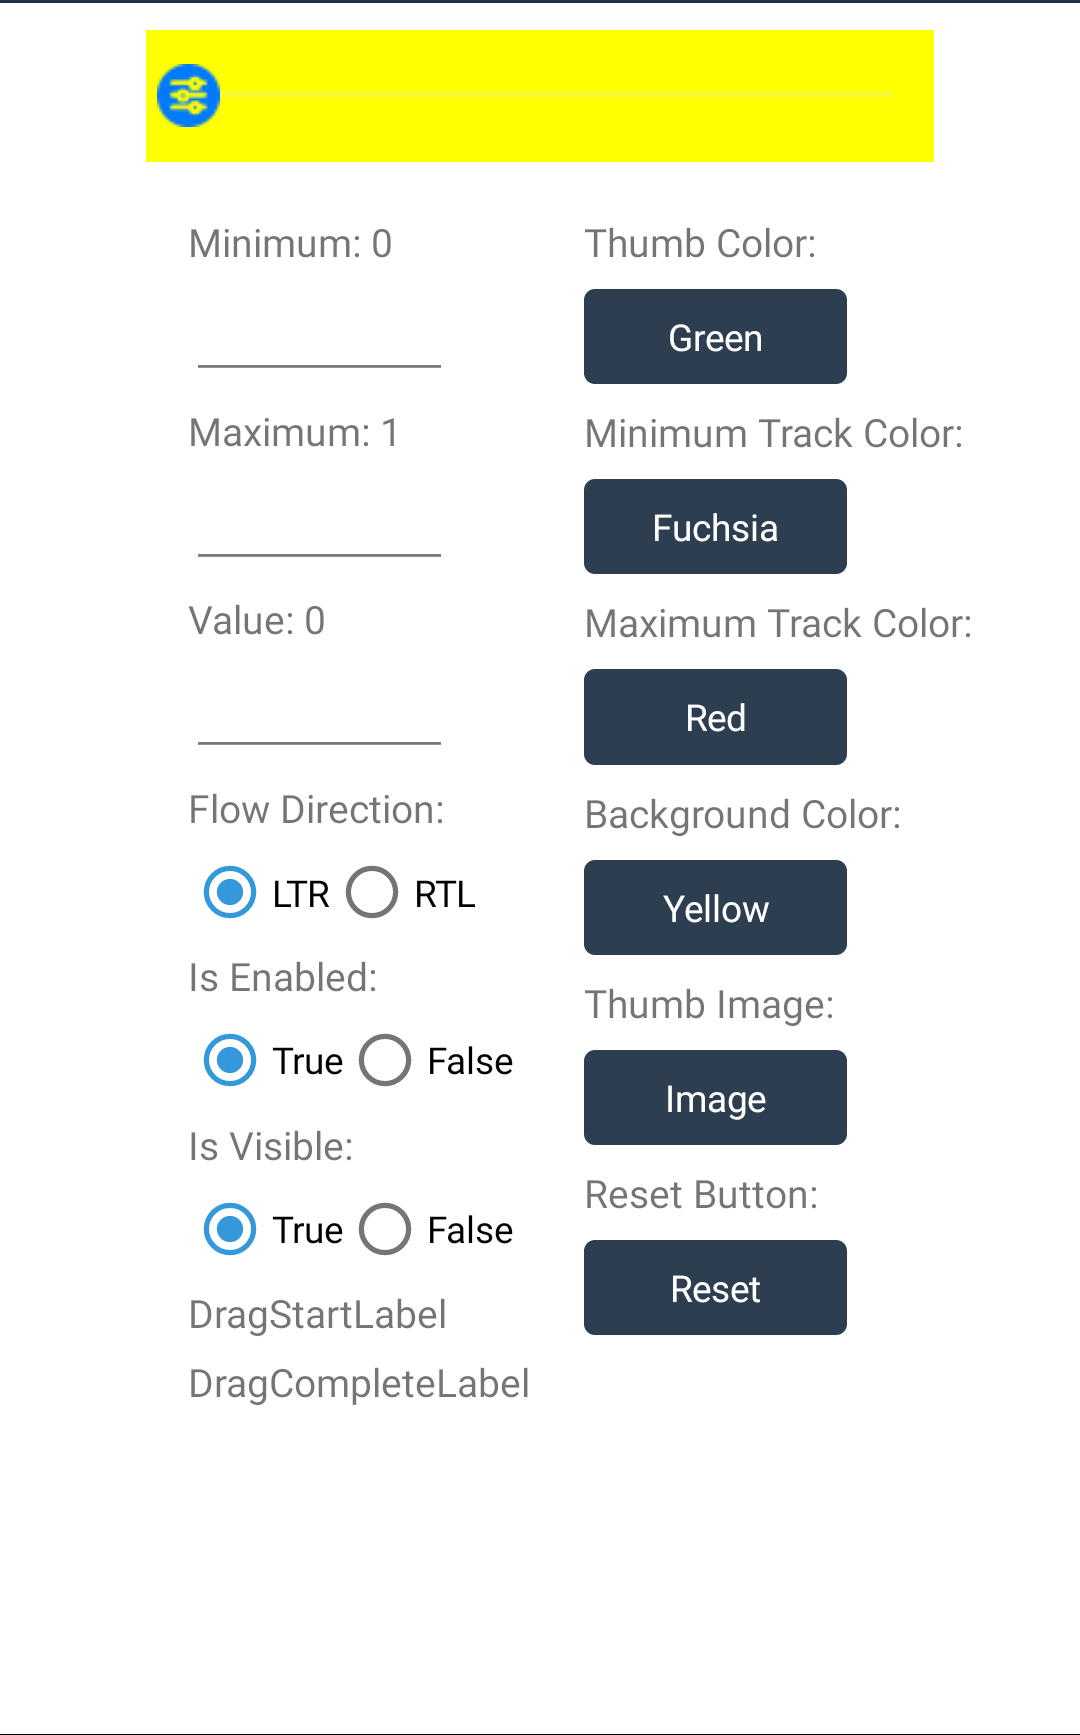 Minimum: 0
Maximum: 1
Value: 0
Flow Direction:
LTR RTL
Is Enabled:
True False
Is Visible:
True False
DragStartLabel
DragCompleteLabel
Thumb Color:
Green
Minimum Track Color:
Fuchsia
Maximum Track Color:
Red
Background Color:
Yellow
Thumb Image:
Image
Reset Button:
Reset